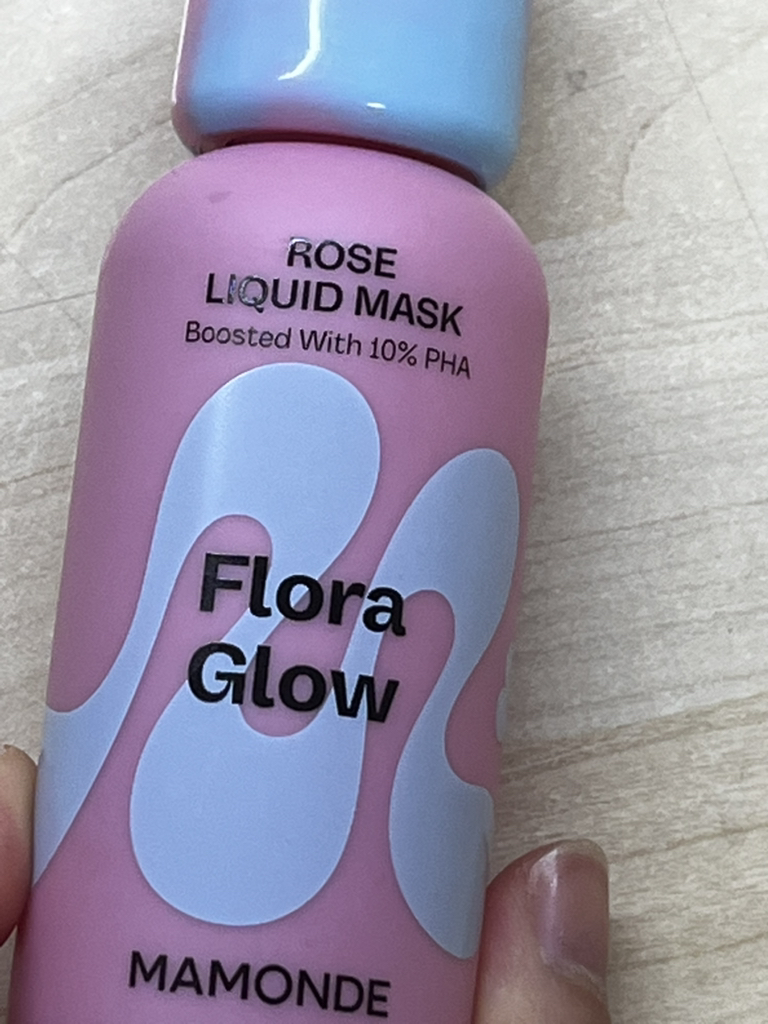 ROSE
LIQUID MASK
Boosted With 10% PHA
Flora
Glow
MAMONDE